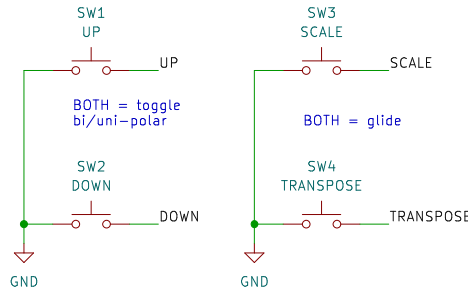 SW1
UP
UP
BOTH = toggle
bi/uni-polar
SW2
DOWN
DOWN
GND
SW3
SCALE
SCALE
BOTH = glide
SW4
TRANSPOSE
TRANSPOSE
GND